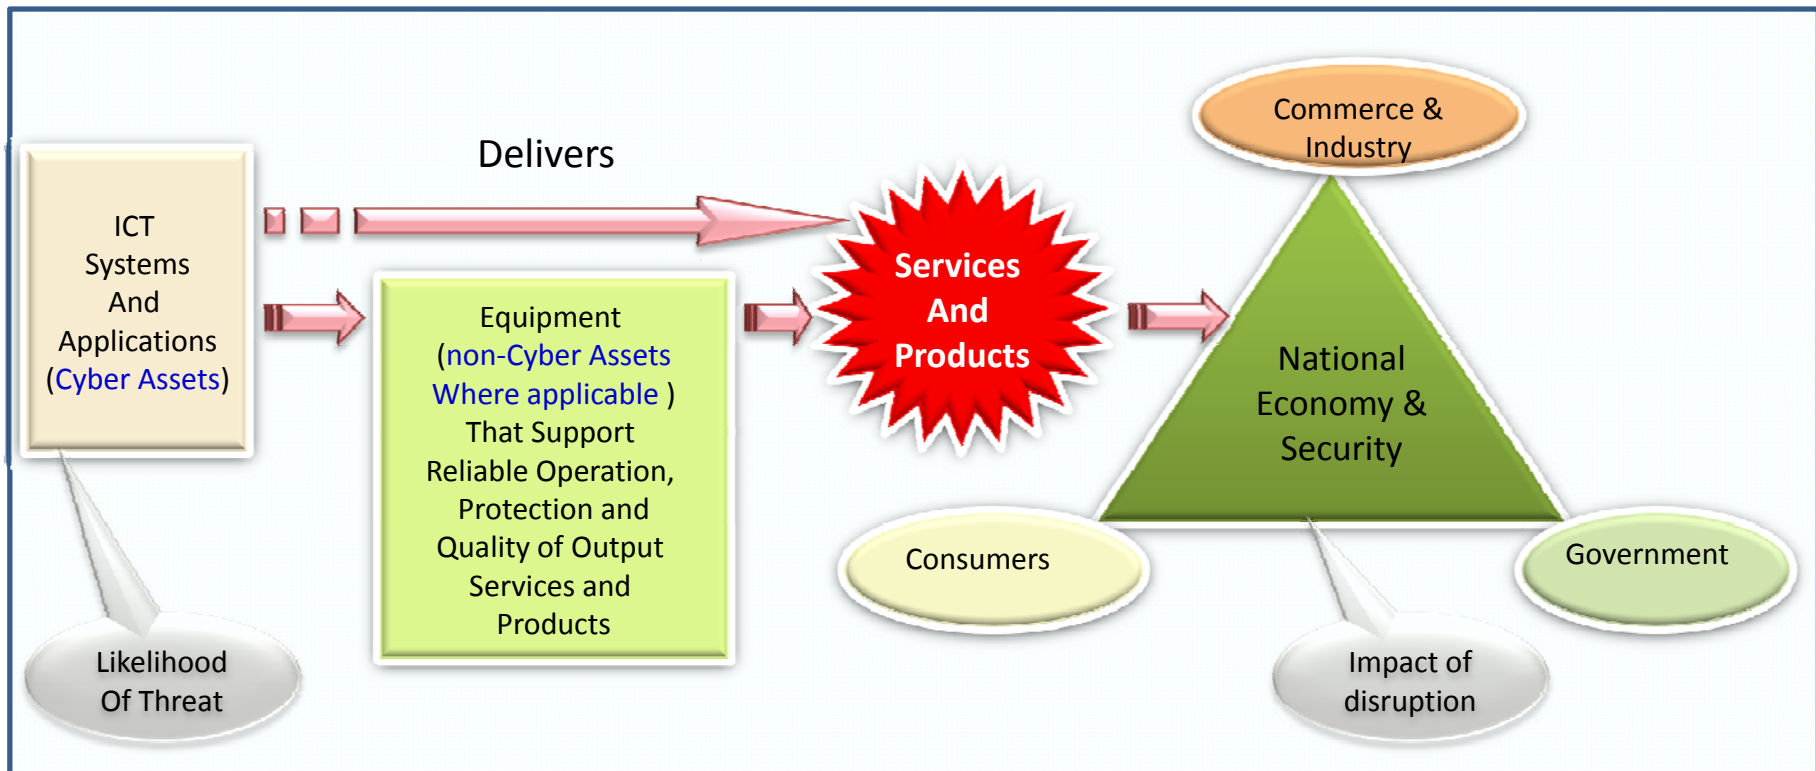 ICT
Systems
And
Applications
(Cyber Assets)
Likelihood
Of Threat
Delivers
Equipment
(non-Cyber Assets
Where applicable )
That Support
Reliable Operation,
Protection and
Quality of Output
Services and
Products
Services
And
Products
Commerce &
Industry
National
Economy &
Security
Consumers
Government
Impact of
disruption